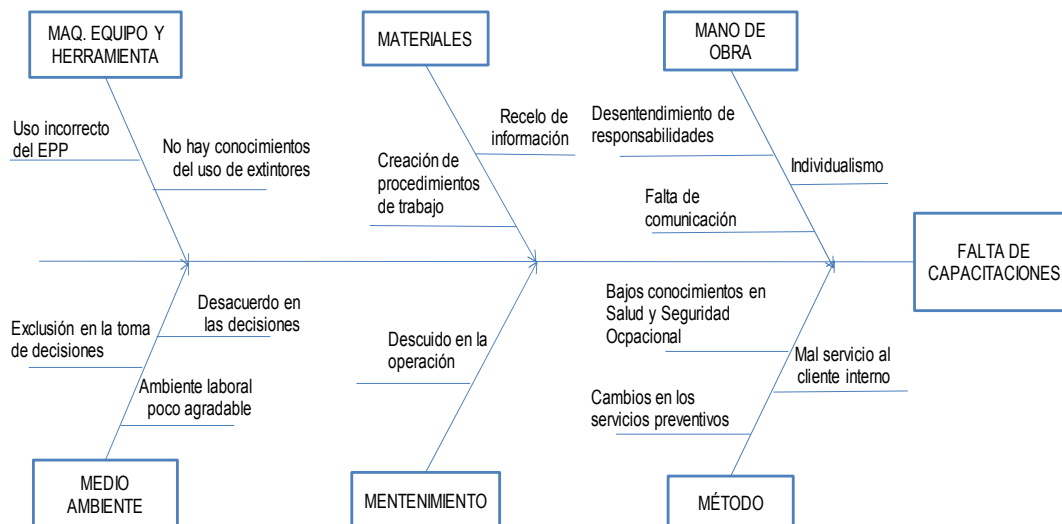 MAQ. EQUIPO Y
HERRAMIENTA
MATERIALES
MANO DE
OBRA
Uso incorrecto
del EPP
No hay conocimientos
del uso de extintores
Recelo de
información
Creación de
procedimientos
de trabajo
Desentendimiento de
responsabilidades
Individualismo
Falta de
comunicación
FALTA DE
CAPACITACIONES
Desacuerdo en
las decisiones
Exclusión en la toma
de decisiones
Ambiente laboral
poco agradable
Descuido en la
operación
Bajos conocimientos en
Salud y Seguridad
Ocpacional
Mal servicio al
cliente interno
Cambios en los
servicios preventivos
MEDIO
AMBIENTE
MENTENIMIENTO
MÉTODO